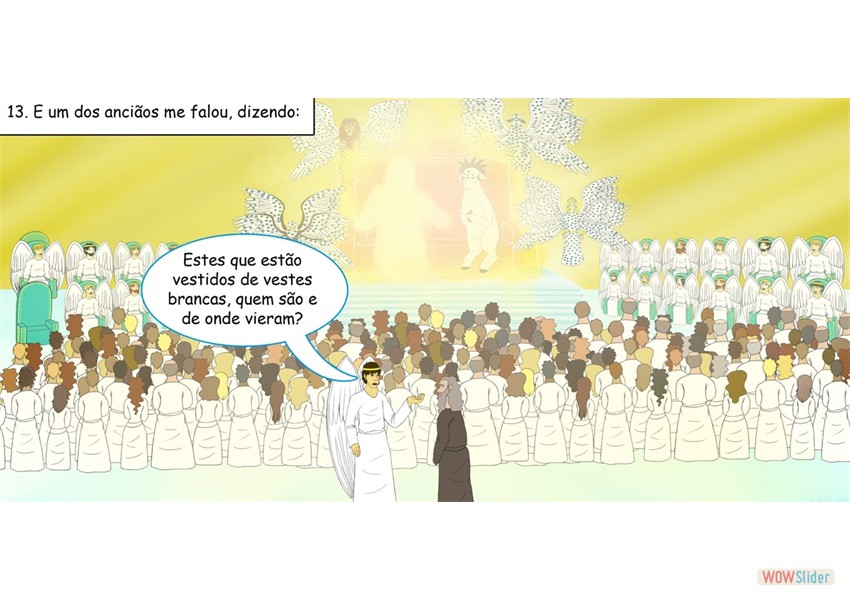 13. E um dos anciãos me falou, dizendo:
Estes que estão
vestidos de vestes
brancas, quem são e
de onde vieram?
WOWSlider